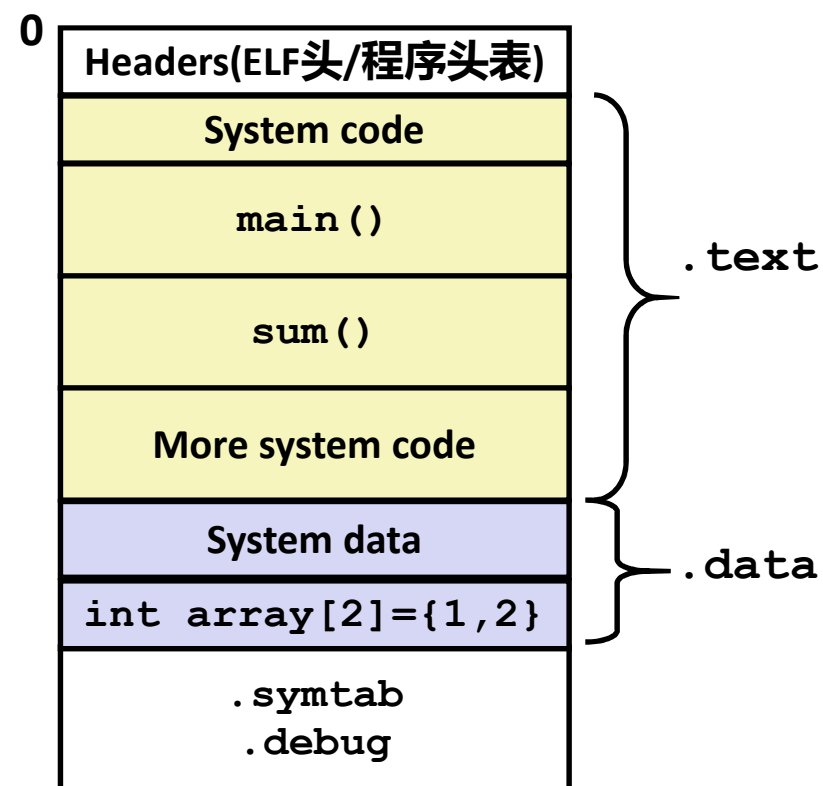 0
Headers(ELF头/程序头表)
System code
main()
sum()
.text
More system code
System data
.data
int array[2]={1,2}
.symtab
.debug